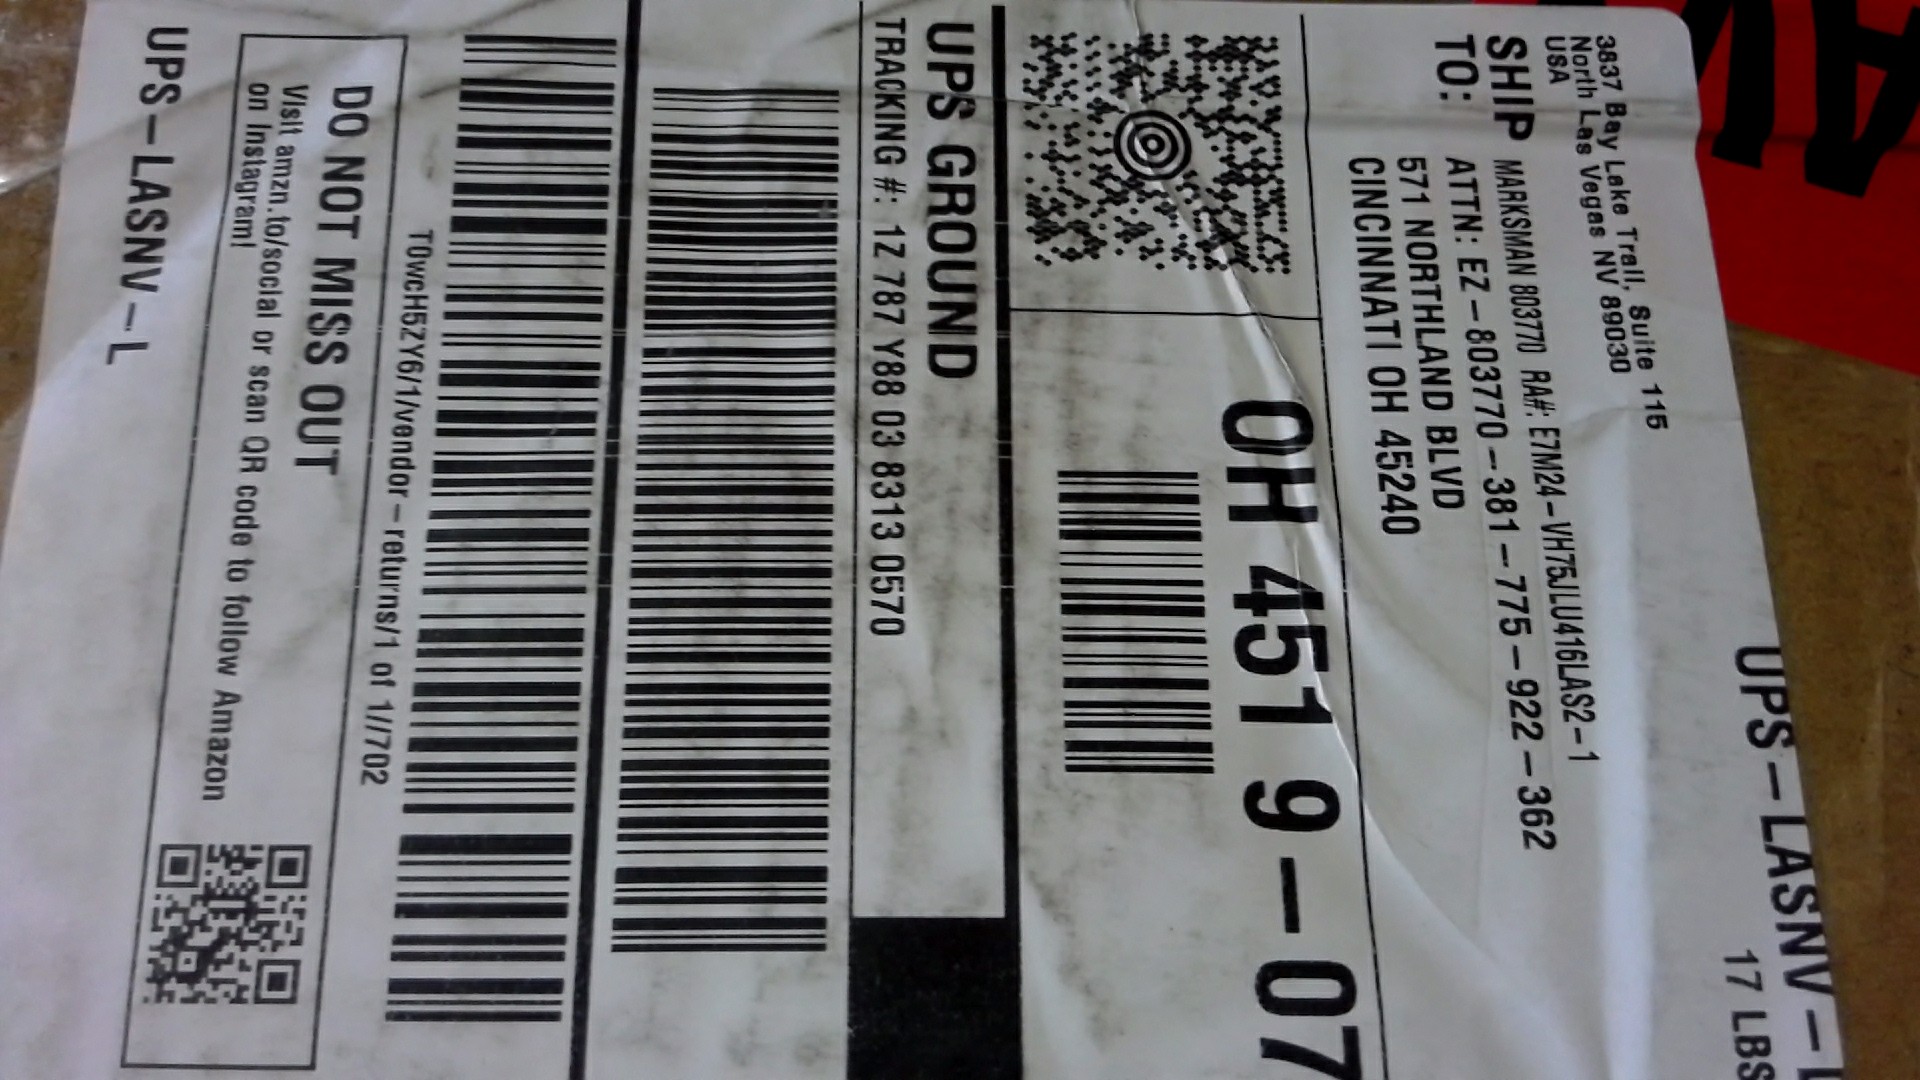 UPS-LASNV-L
17 LBS
3837 Bay Lake Trail, Suite 115
North Las Vegas NV 89030
USA
SHIP
TO:
MARKSMAN 803770 RA#: E7M24-VH75JLU416LAS2-1
ATTN: EZ-803770-381-775-922-362
571 NORTHLAND BLVD
CINCINNATI OH 45240
OH 451 9-07
UPS GROUND
TRACKING #: 1Z 787 Y88 03 8313 0570
T0wcH5ZY6/1/vendor-returns/1 of 1//702
DO NOT MISS OUT
Visit amzn.to/social or scan QR code to follow Amazon
on Instagram!
UPS-LASNV-L